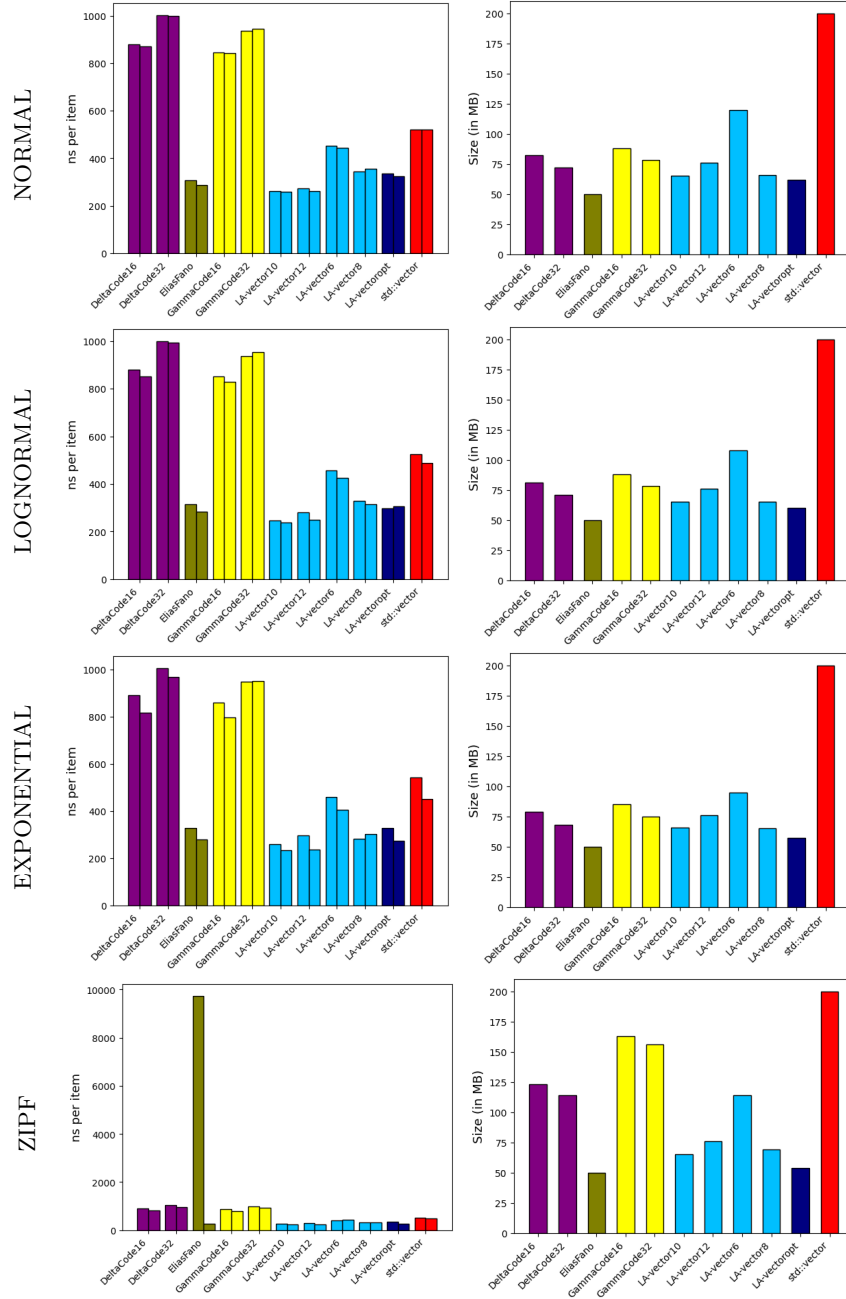 NORMAL
ns per item
1000
800
600
400
200
0
DeltaCode16
DeltaCode32
EliasFano
GammaCode16
GammaCode32
LA-vector10
LA-vector12
LA-vector6
LA-vector8
LA-vectoropt
std::vector
Size (in MB)
200
175
150
125
100
75
50
25
0
DeltaCode16
DeltaCode32
EliasFano
GammaCode16
GammaCode32
LA-vector10
LA-vector12
LA-vector6
LA-vector8
LA-vectoropt
std::vector
LOGNORMAL
ns per item
1000
800
600
400
200
0
DeltaCode16
DeltaCode32
EliasFano
GammaCode16
GammaCode32
LA-vector10
LA-vector12
LA-vector6
LA-vector8
LA-vectoropt
std::vector
Size (in MB)
200
175
150
125
100
75
50
25
0
DeltaCode16
DeltaCode32
EliasFano
GammaCode16
GammaCode32
LA-vector10
LA-vector12
LA-vector6
LA-vector8
LA-vectoropt
std::vector
EXPONENTIAL
ns per item
1000
800
600
400
200
0
DeltaCode16
DeltaCode32
EliasFano
GammaCode16
GammaCode32
LA-vector10
LA-vector12
LA-vector6
LA-vector8
LA-vectoropt
std::vector
Size (in MB)
200
175
150
125
100
75
50
25
0
DeltaCode16
DeltaCode32
EliasFano
GammaCode16
GammaCode32
LA-vector10
LA-vector12
LA-vector6
LA-vector8
LA-vectoropt
std::vector
ZIPF
ns per item
10000
8000
6000
4000
2000
0
DeltaCode16
DeltaCode32
EliasFano
GammaCode16
GammaCode32
LA-vector10
LA-vector12
LA-vector6
LA-vector8
LA-vectoropt
std::vector
Size (in MB)
200
175
150
125
100
75
50
25
0
DeltaCode16
DeltaCode32
EliasFano
GammaCode16
GammaCode32
LA-vector10
LA-vector12
LA-vector6
LA-vector8
LA-vectoropt
std::vector